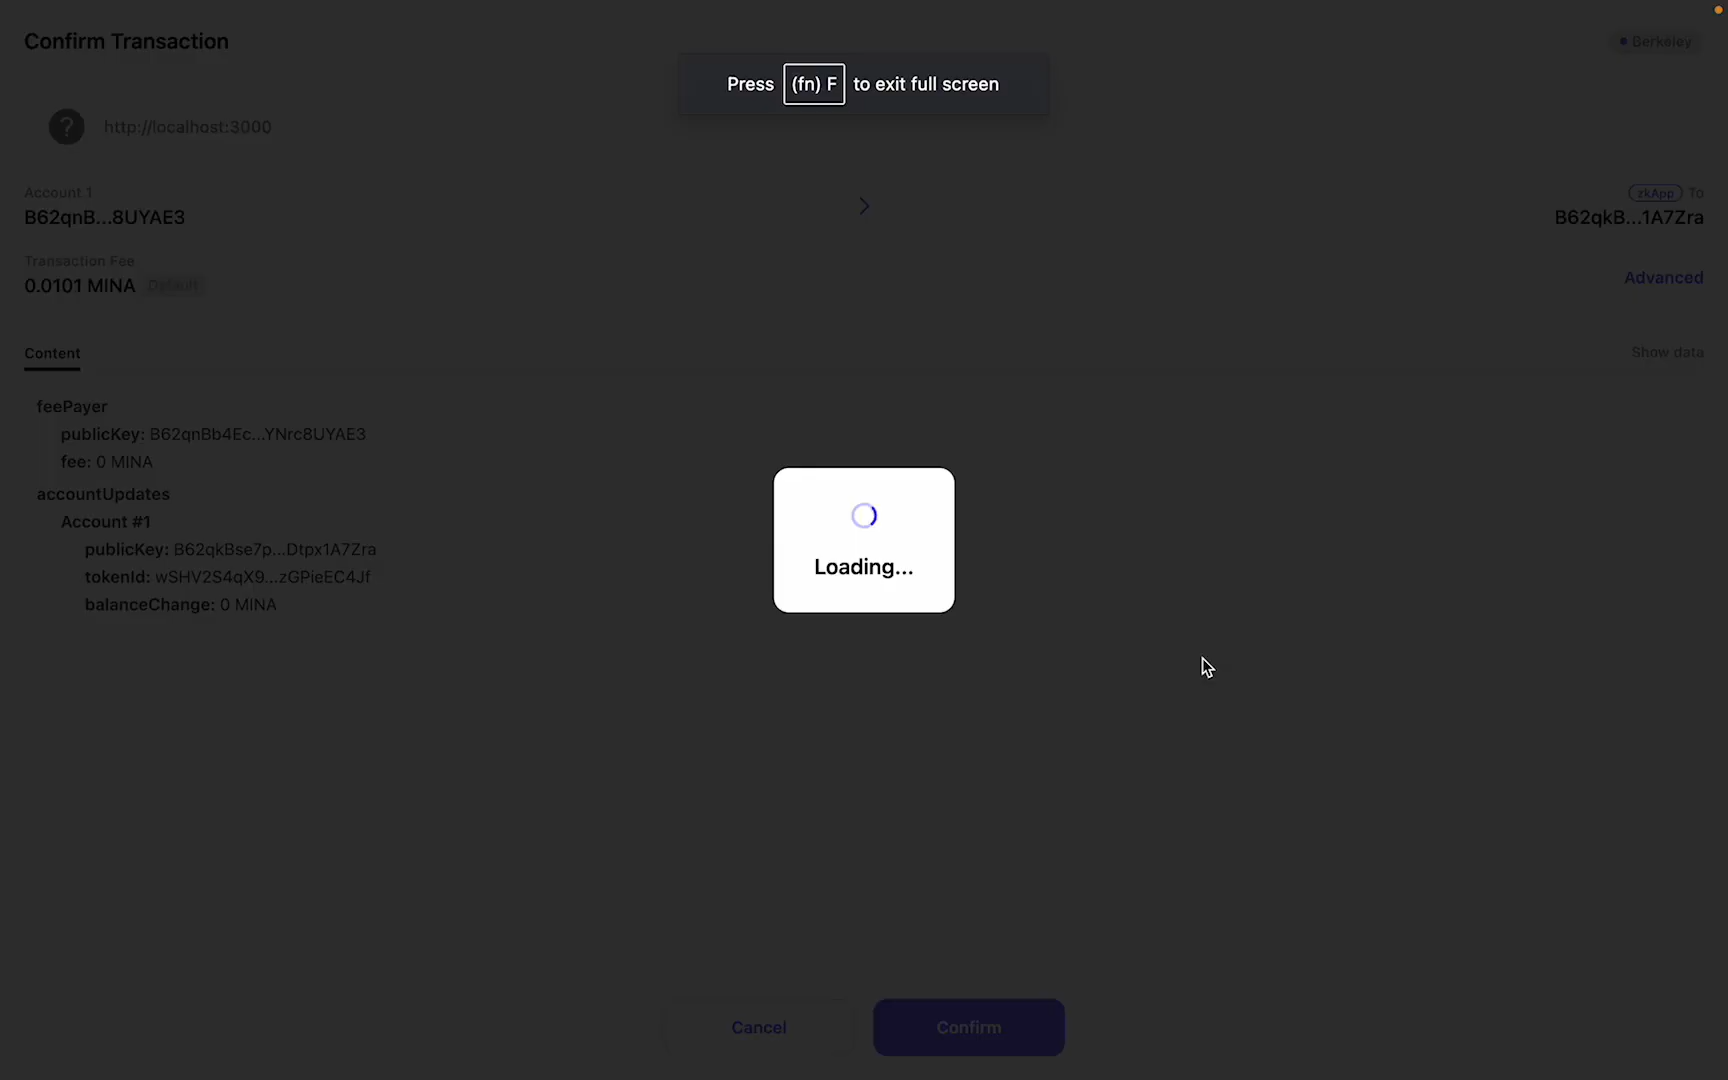 Confirm Transaction
Berkeley
Press (fn) F to exit full screen
?
http://localhost:3000
Account 1
B62qnB...8UYAE3
zkApp To
B62qkB...1A7Zra
Transaction Fee
0.0101 MINA Default
Advanced
Content
Show data
feePayer
publicKey: B62qnBb4Ec...YNrc8UYAE3
fee: 0 MINA
accountUpdates
Account #1
publicKey: B62qkBse7p...Dtpx1A7Zra
tokenId: wSHV2S4qX9...zGPieEC4Jf
balanceChange: 0 MINA
Loading...
Cancel
Confirm